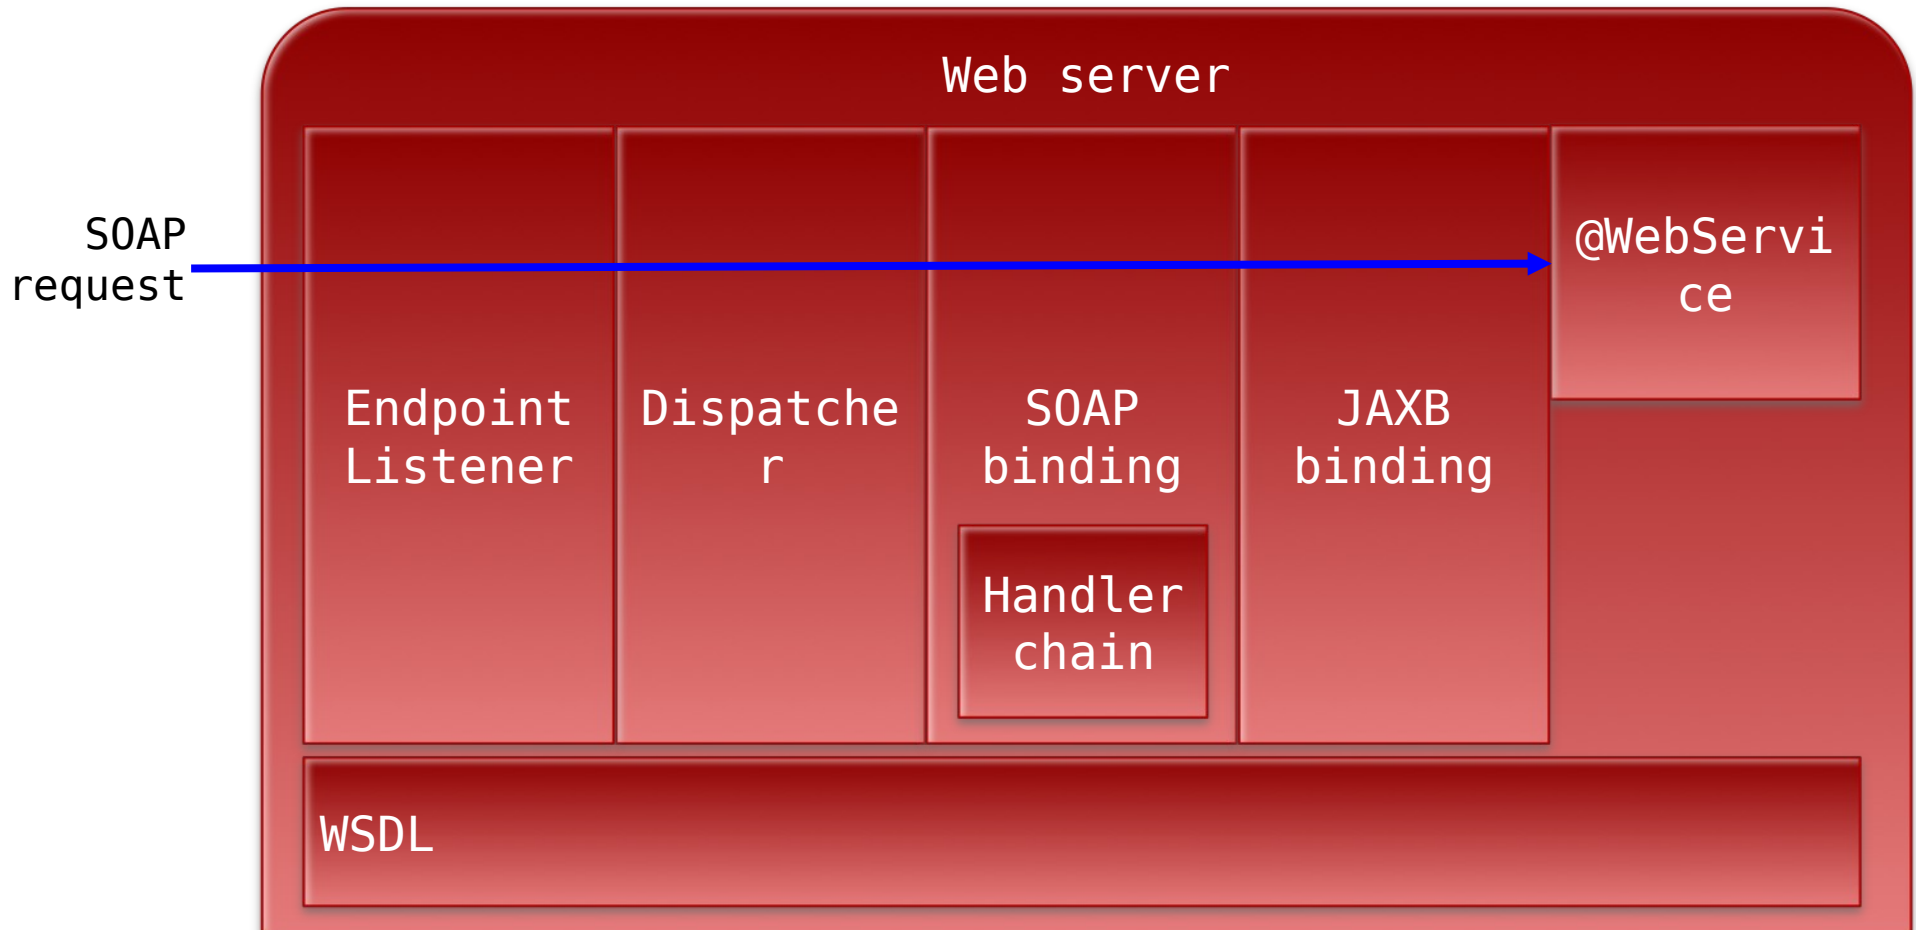 Web server
SOAP
request
@WebServi
ce
Endpoint
Listener
Dispatche
r
SOAP
binding
JAXB
binding
Handler
chain
WSDL